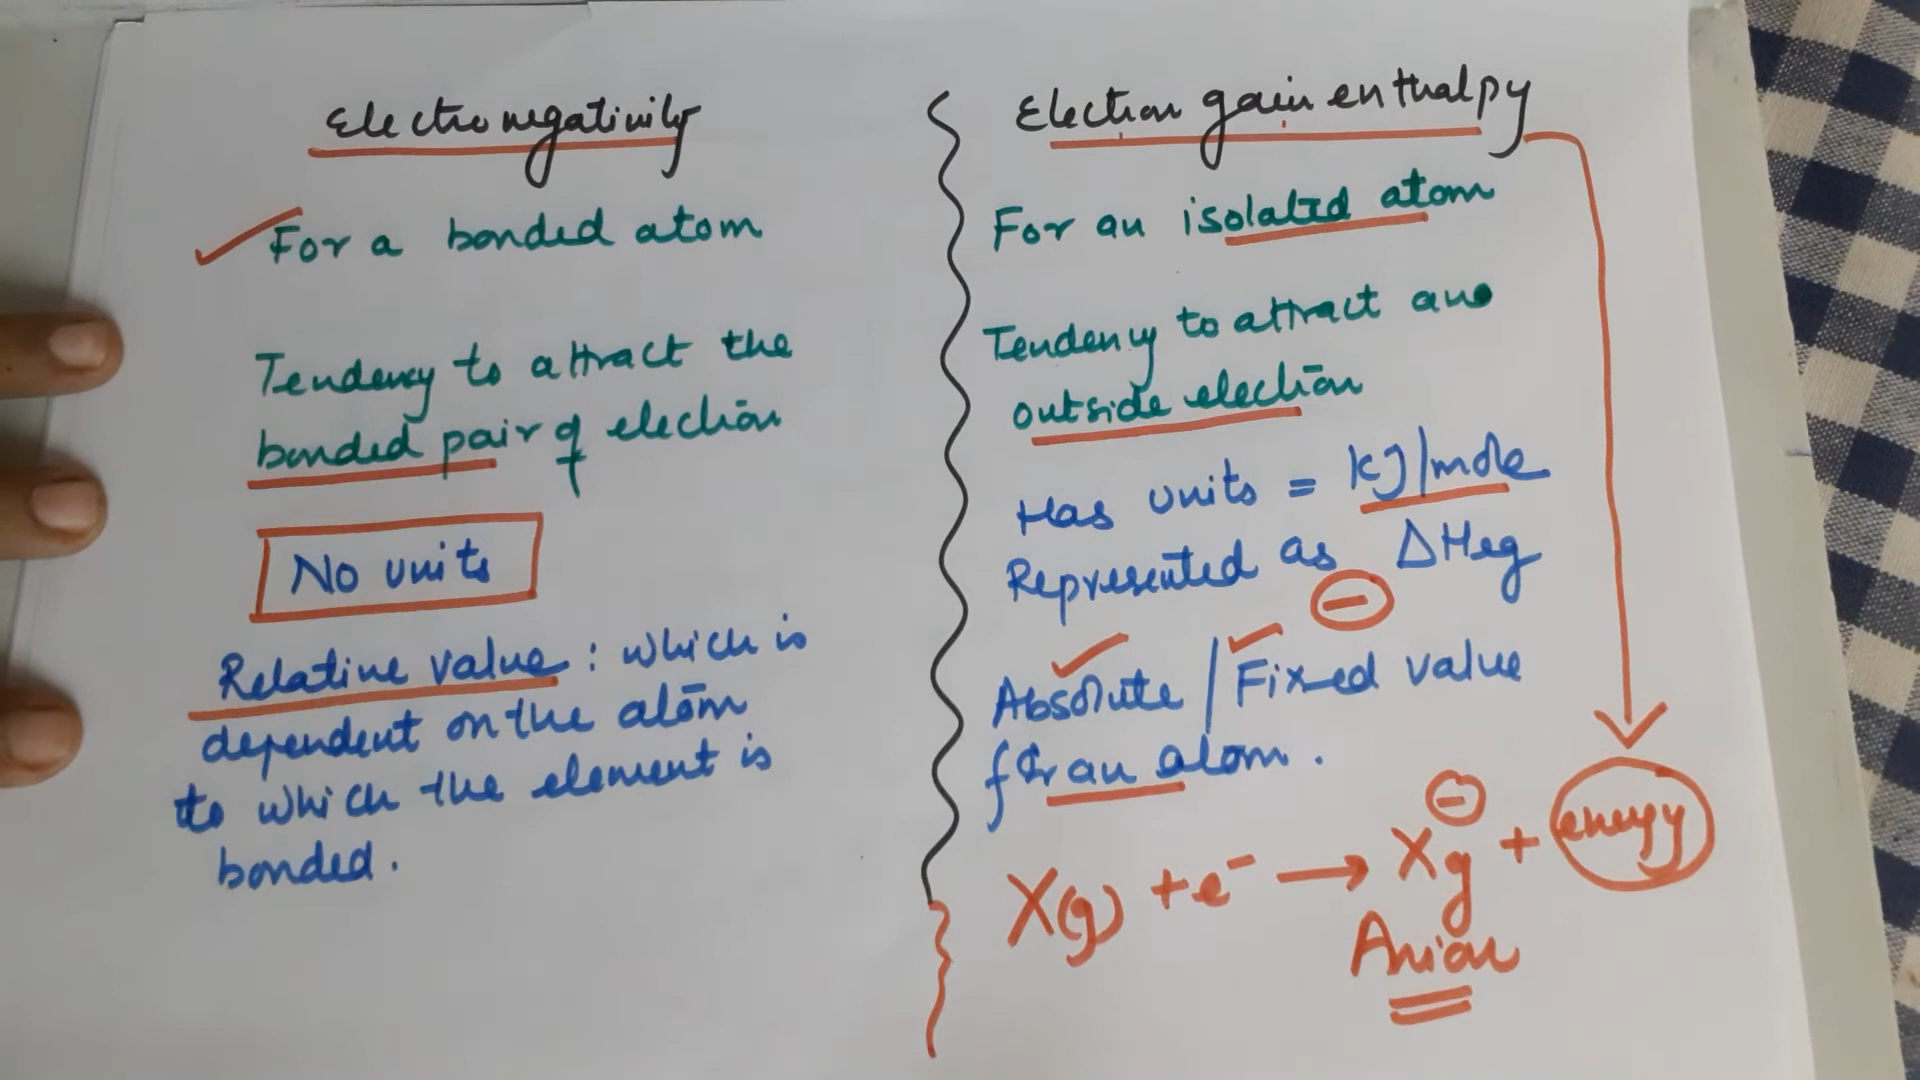 Electronegativity
For a bonded atom
Tendency to attract the
bonded pair of electron
No units
Relative value : which is
dependent on the atom
to which the element is
bonded.
Electron gain enthalpy
For an isolated atom
Tendency to attract an
outside electron
Has units = kJ/mole
Represented as ΔHeg
⊖
Absolute / Fixed value
for an atom.
X(g) + e⁻ → Xg⊖ + energy
Anion